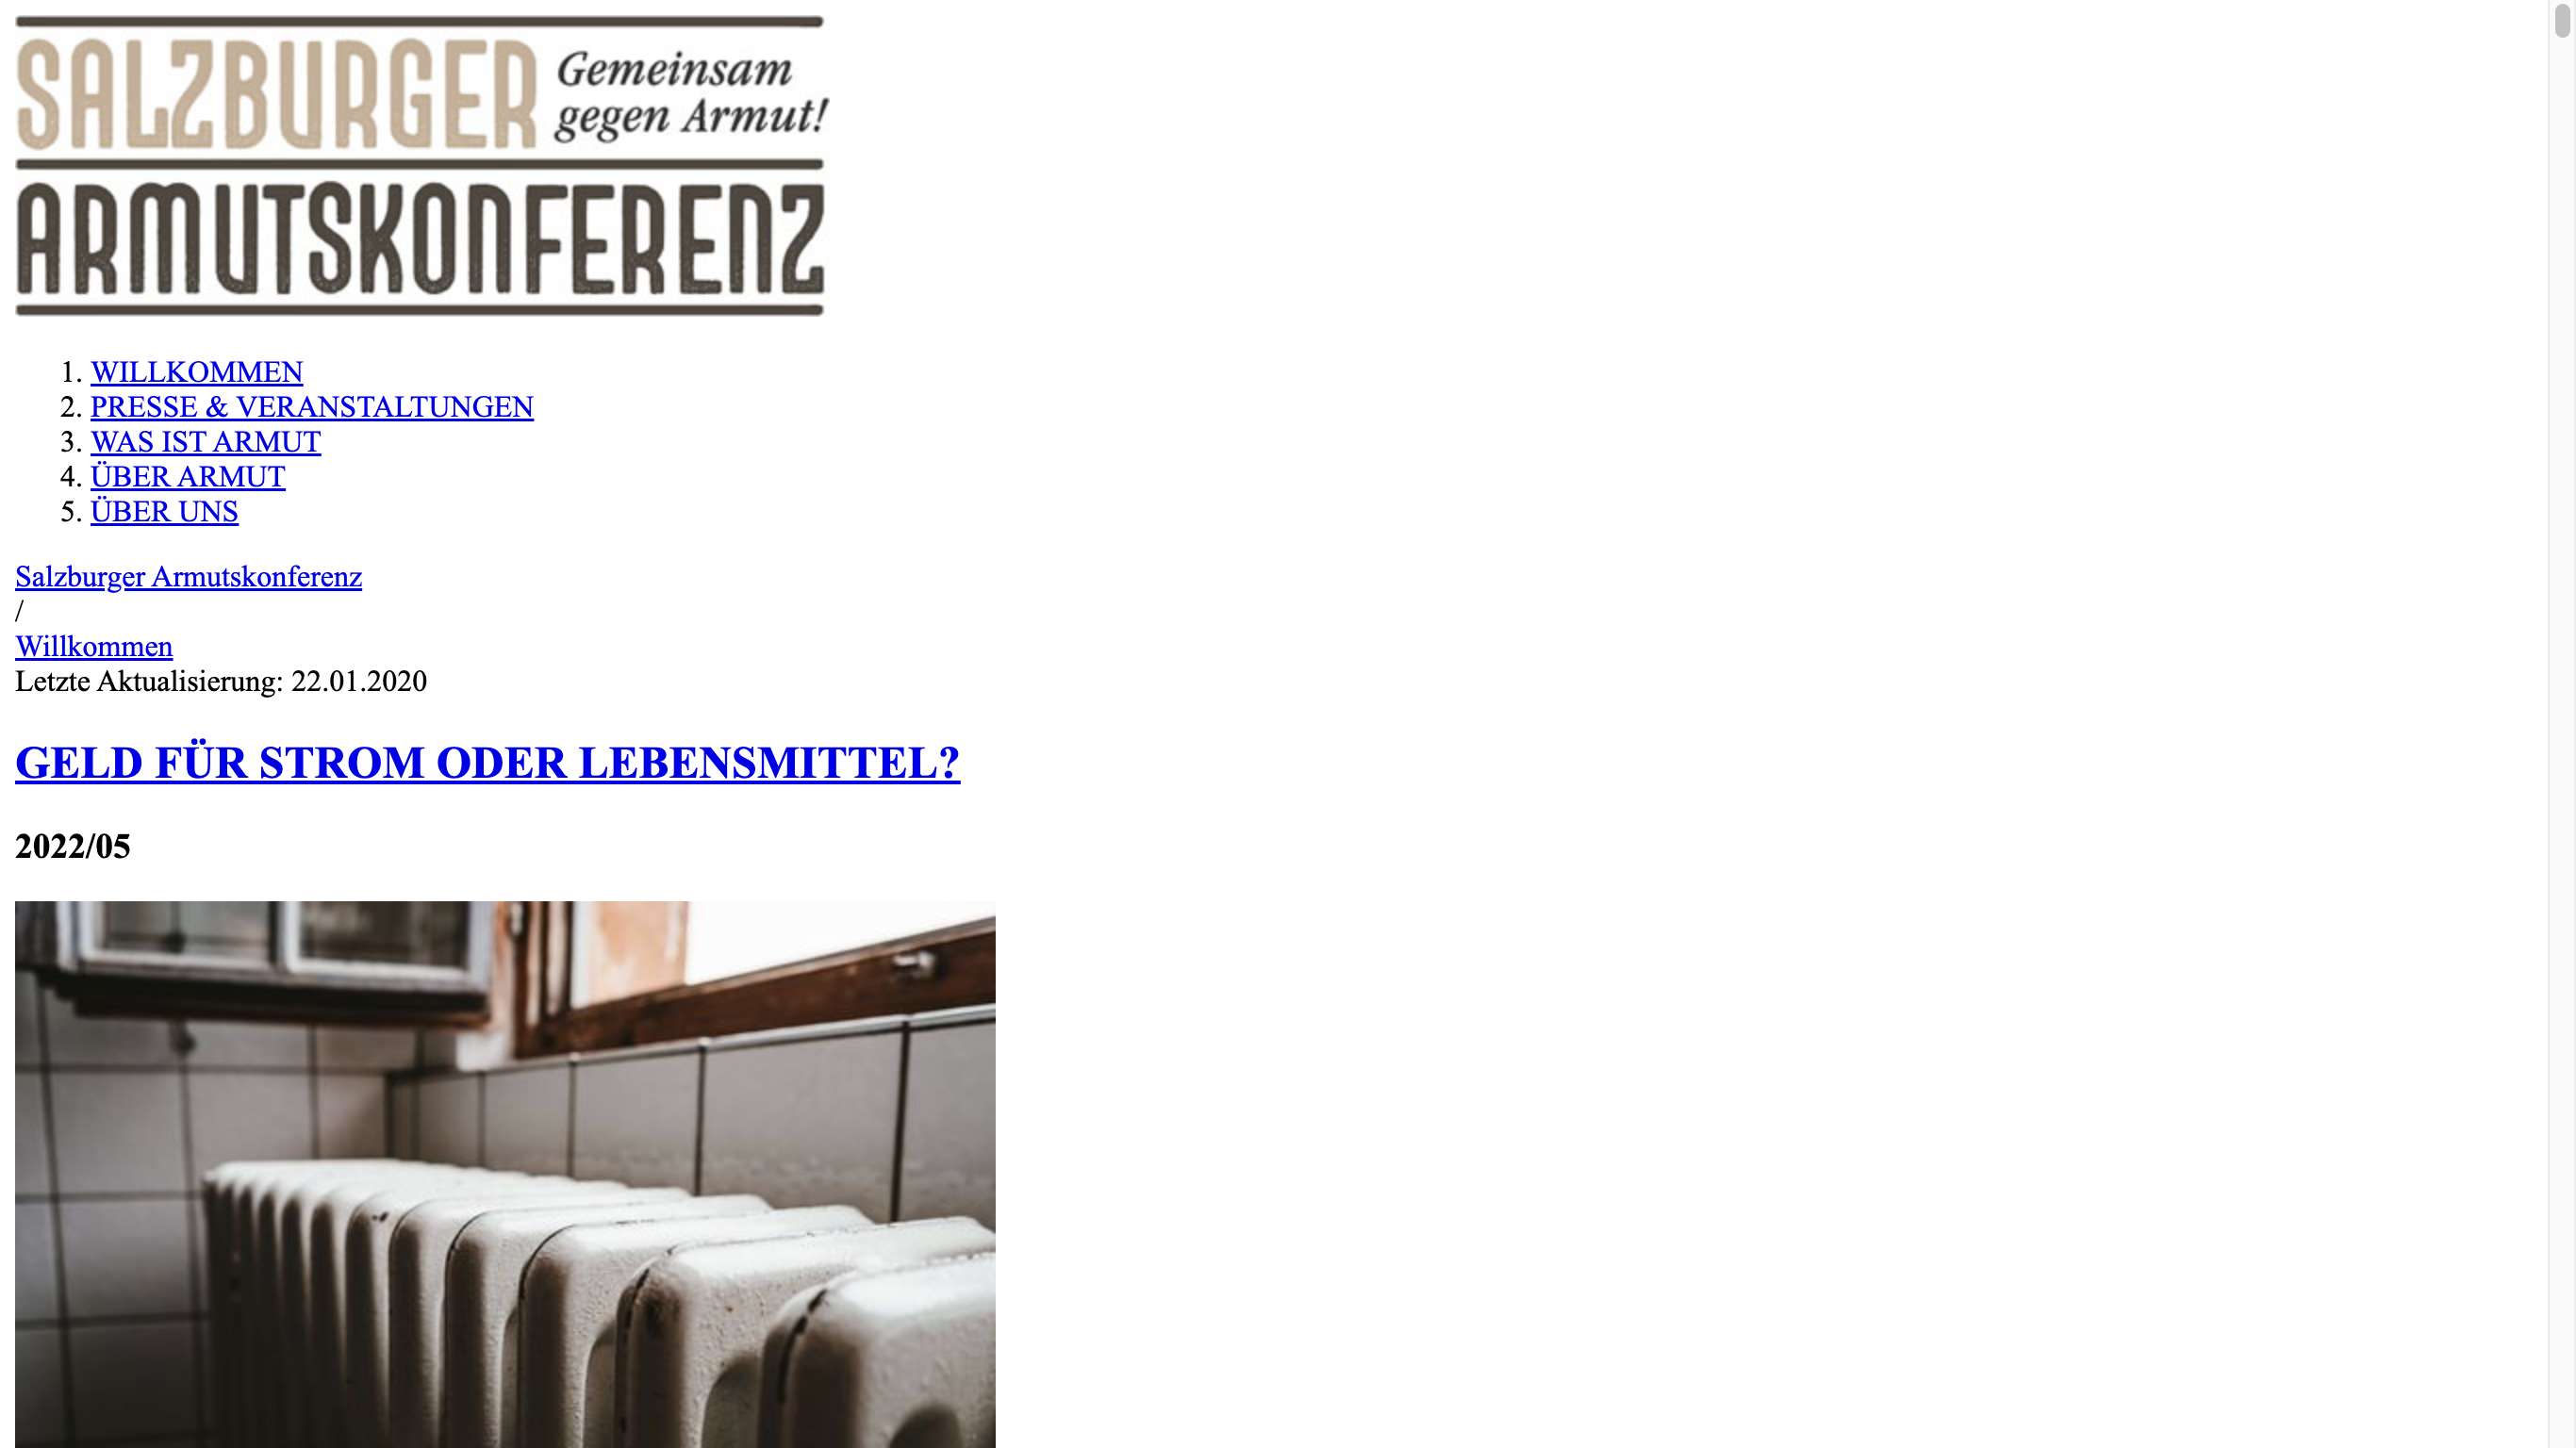 SALZBURGER Gemeinsam
gegen Armut!
ARMUTSKONFERENZ
1. WILLKOMMEN
2. PRESSE & VERANSTALTUNGEN
3. WAS IST ARMUT
4. ÜBER ARMUT
5. ÜBER UNS
Salzburger Armutskonferenz
/
Willkommen
Letzte Aktualisierung: 22.01.2020
GELD FÜR STROM ODER LEBENSMITTEL?
2022/05